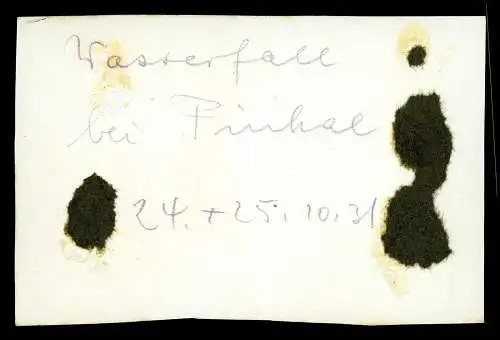 Wasserfall
bei Pinhal
24. + 25. 10. 31